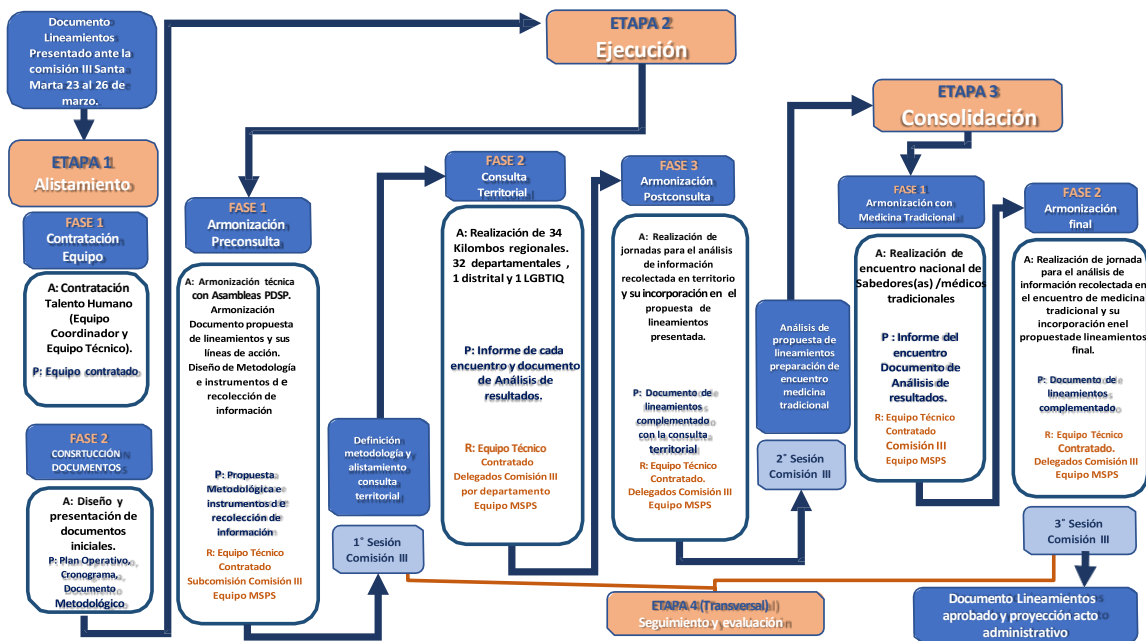 Documento
Lineamientos
Presentado ante la
comisión III Santa
Marta 23 al 26 de
marzo.
ETAPA 1
Alistamiento
FASE 1
Contratación
Equipo
A: Contratación
Talento Humano
(Equipo
Coordinador y
Equipo Técnico).
P: Equipo contratado
FASE 2
CONSRTUCCIÓN
DOCUMENTOS
A: Diseño y
presentación de
documentos
iniciales.
P: Plan Operativo,
Cronograma,
Documento
Metodológico
ETAPA 2
Ejecución
FASE 1
Armonización
Preconsulta
A: Armonización técnica
con Asambleas PDSP.
Armonización
Documento propuesta
de lineamientos y sus
líneas de acción.
Diseño de Metodología
e instrumentos d e
recolección de
información
P: Propuesta
Metodológica e
instrumentos d e
recolección de
información
R: Equipo Técnico
Contratado
Subcomisión Comisión III
Equipo MSPS
Definición
metodología y
alistamiento
consulta
territorial
1° Sesión
Comisión III
FASE 2
Consulta
Territorial
A: Realización de 34
Kilombos regionales.
32 departamentales ,
1 distrital y 1 LGBTIQ
P: Informe de cada
encuentro y documento
de Análisis de
resultados.
R: Equipo Técnico
Contratado
Delegados Comisión III
por departamento
Equipo MSPS
FASE 3
Armonización
Postconsulta
A: Realización de
jornadas para el análisis
de información
recolectada en territorio
y su incorporación en el
propuesta de
lineamientos
presentada.
P: Documento de
lineamientos
complementado
con la consulta
territorial
R: Equipo Técnico
Contratado.
Delegados Comisión III
Equipo MSPS
Análisis de
propuesta de
lineamientos
preparación de
encuentro
medicina
tradicional
2° Sesión
Comisión III
ETAPA 3
Consolidación
FASE 1
Armonización con
Medicina Tradicional
A: Realización de
encuentro nacional de
Sabedores(as) /médicos
tradicionales
P : Informe del
encuentro
Documento de
Análisis de
resultados.
R: Equipo Técnico
Contratado
Comisión III
Equipo MSPS
FASE 2
Armonización
final
A: Realización de jornada
para el análisis de
información recolectada en
el encuentro de medicina
tradicional y su
incorporación enel
propuestade lineamientos
final.
P: Documento de
lineamientos
complementado
R: Equipo Técnico
Contratado.
Delegados Comisión III
Equipo MSPS
3° Sesión
Comisión III
Documento Lineamientos
aprobado y proyección acto
administrativo
ETAPA 4 (Transversal)
Seguimiento y evaluación